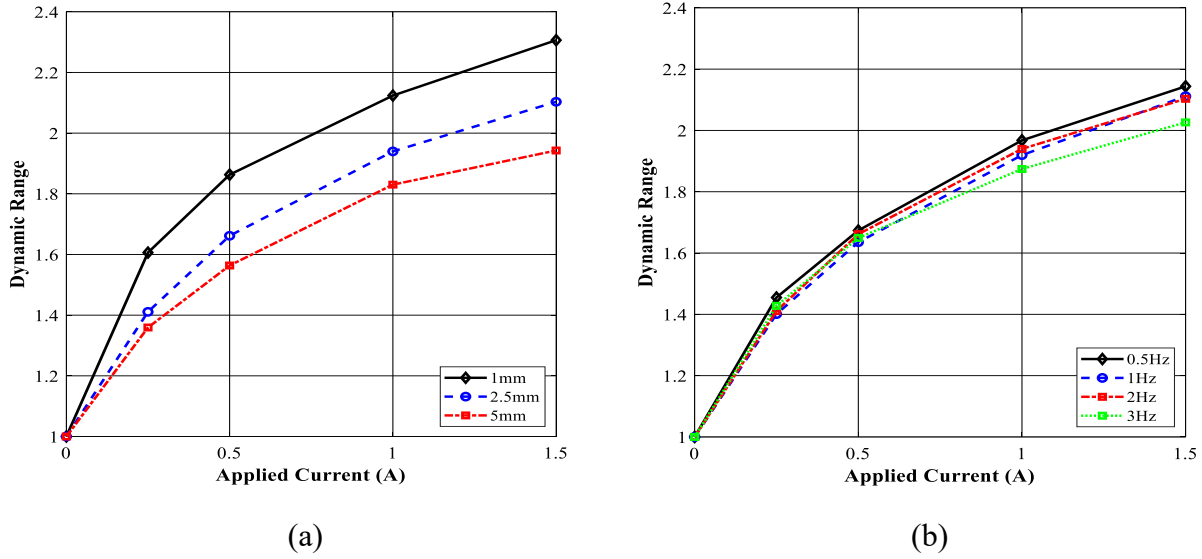 2.4
2.2
2
1.8
1.6
1.4
1.2
1
Dynamic Range
0
0.5
1
1.5
Applied Current (A)
1mm
2.5mm
5mm
(a)
2.4
2.2
2
1.8
1.6
1.4
1.2
1
Dynamic Range
0
0.5
1
1.5
Applied Current (A)
0.5Hz
1Hz
2Hz
3Hz
(b)